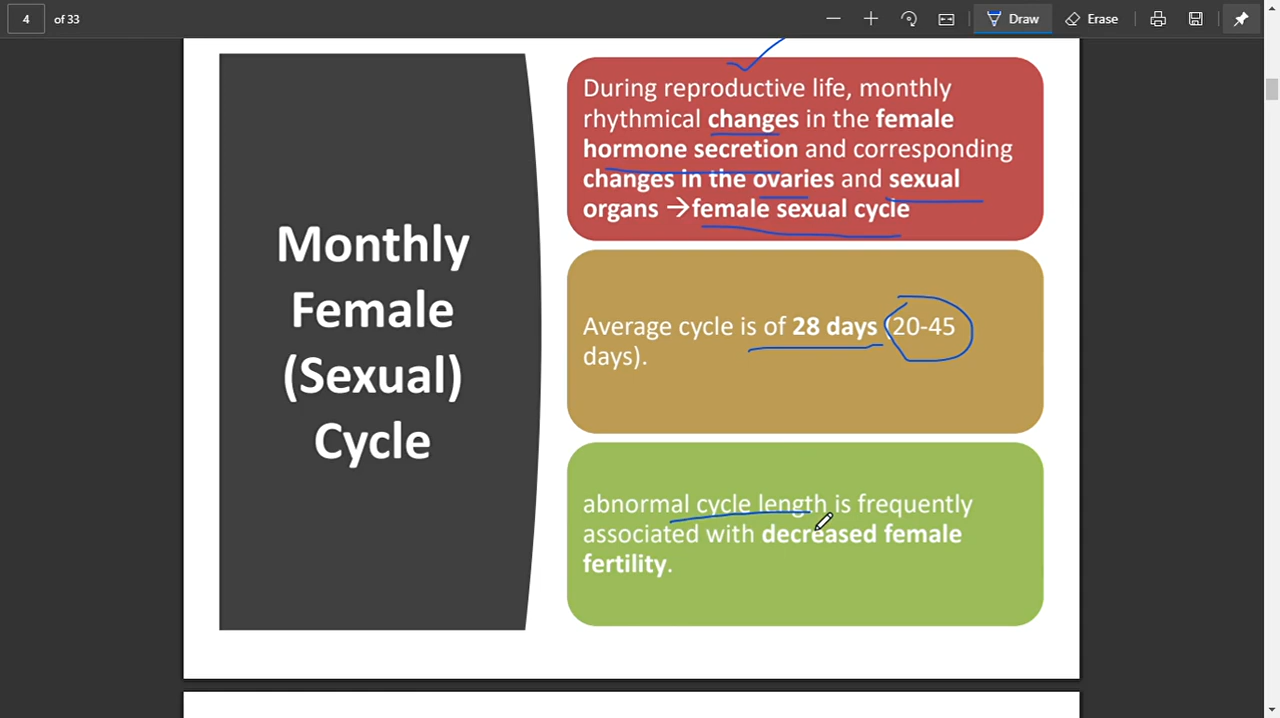 4 of 33
Draw
Erase
Monthly
Female
(Sexual)
Cycle
During reproductive life, monthly
rhythmical changes in the female
hormone secretion and corresponding
changes in the ovaries and sexual
organs →female sexual cycle
Average cycle is of 28 days (20-45
days).
abnormal cycle length is frequently
associated with decreased female
fertility.